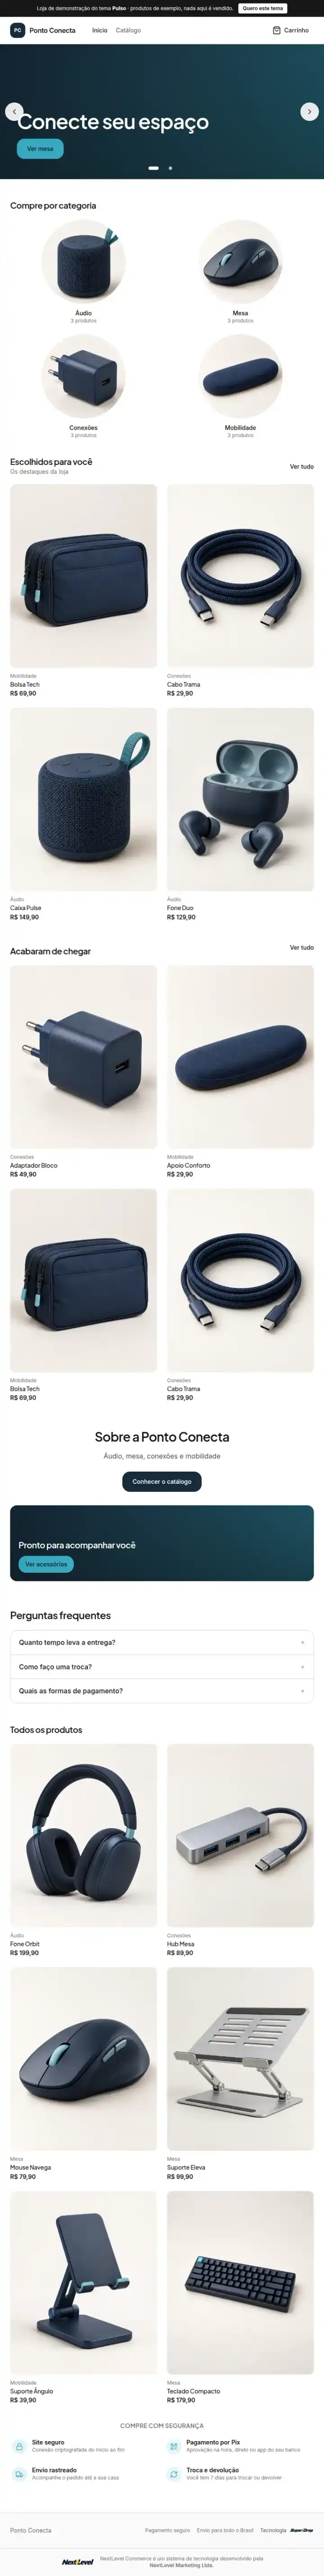 Loja de demonstração do tema Pulso · produtos de exemplo, nada aqui é vendido.
Quero este tema
PC
Ponto Conecta
Início
Catálogo
Carrinho
Conecte seu espaço
Ver mesa
Compre por categoria
Áudio
3 produtos
Mesa
3 produtos
Conexões
3 produtos
Mobilidade
3 produtos
Escolhidos para você
Os destaques da loja
Ver tudo
Mobilidade
Bolsa Tech
R$ 69,90
Conexões
Cabo Trama
R$ 29,90
Áudio
Caixa Pulse
R$ 149,90
Áudio
Fone Duo
R$ 129,90
Acabaram de chegar
Ver tudo
Conexões
Adaptador Bloco
R$ 49,90
Mobilidade
Apoio Conforto
R$ 29,90
Mobilidade
Bolsa Tech
R$ 69,90
Conexões
Cabo Trama
R$ 29,90
Sobre a Ponto Conecta
Áudio, mesa, conexões e mobilidade
Conhecer o catálogo
Pronto para acompanhar você
Ver acessórios
Perguntas frequentes
Quanto tempo leva a entrega?
Como faço uma troca?
Quais as formas de pagamento?
Todos os produtos
Áudio
Fone Orbit
R$ 199,90
Conexões
Hub Mesa
R$ 89,90
Mesa
Mouse Navega
R$ 79,90
Mesa
Suporte Eleva
R$ 99,90
Mobilidade
Suporte Ângulo
R$ 39,90
Mesa
Teclado Compacto
R$ 179,90
COMPRE COM SEGURANÇA
Site seguro
Conexão criptografada do início ao fim
Pagamento por Pix
Aprovação na hora, direto no app do seu banco
Envio rastreado
Acompanhe o pedido até a sua casa
Troca e devolução
Você tem 7 dias para trocar ou devolver
Ponto Conecta
Pagamento seguro
Envio para todo o Brasil
Tecnologia
Super Drop
NextLevel
NextLevel Commerce é um sistema de tecnologia desenvolvido pela
NextLevel Marketing Ltda.